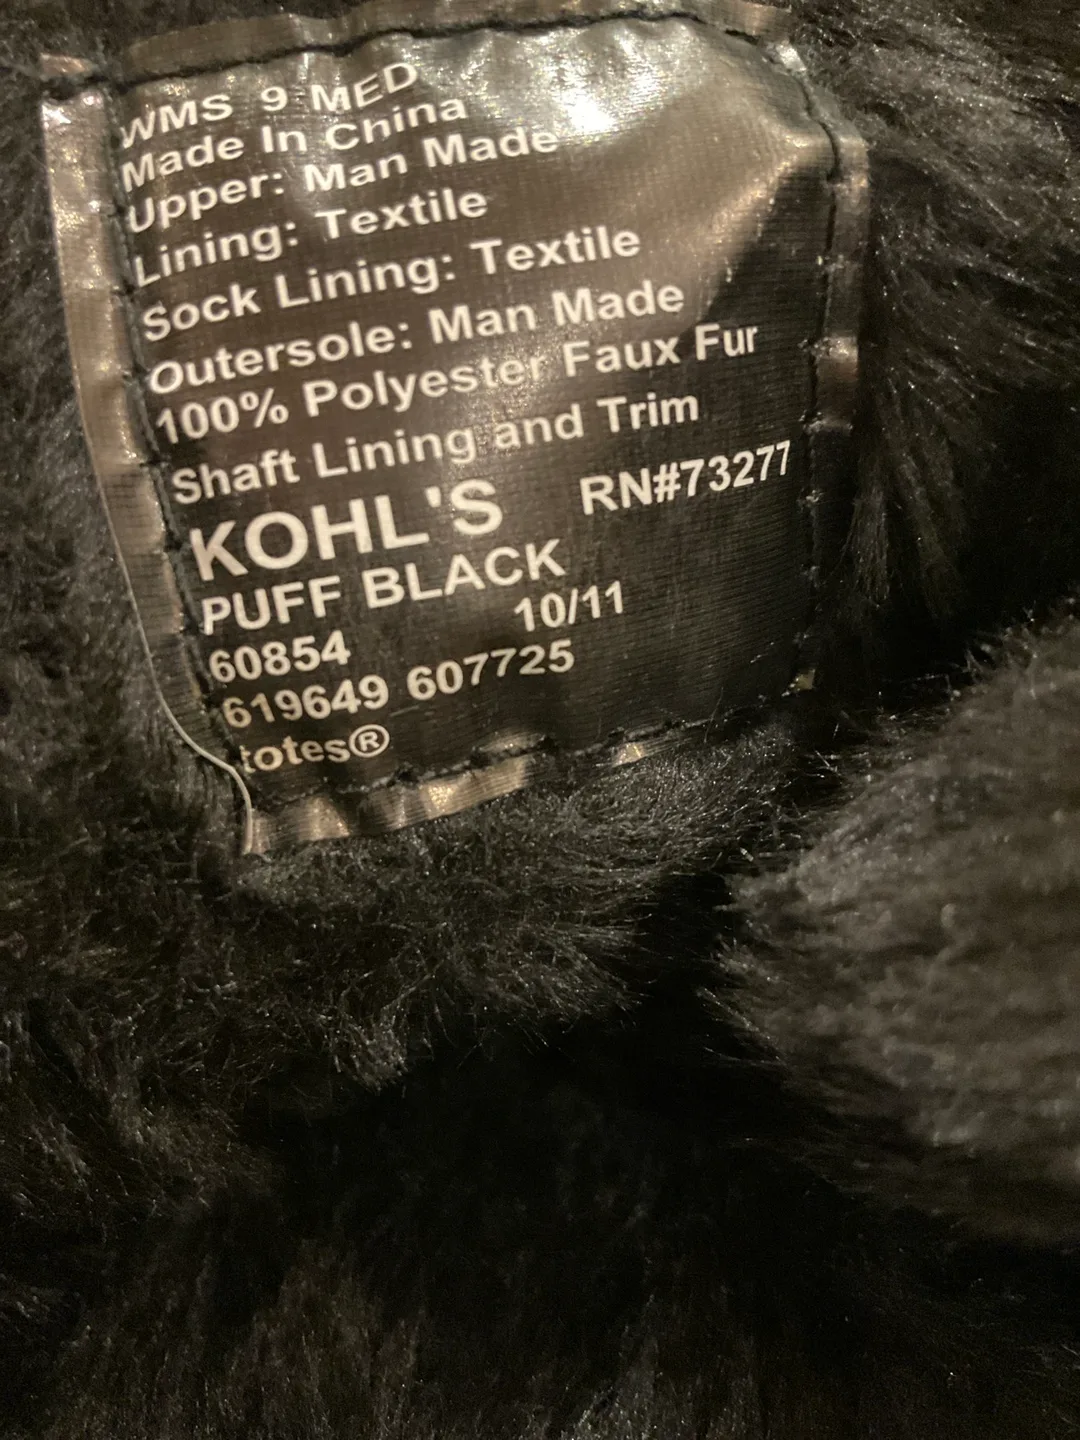 WMS 9 MED
Made In China
Upper: Man Made
Lining: Textile
Sock Lining: Textile
Outersole: Man Made
100% Polyester Faux Fur
Shaft Lining and Trim
KOHL'S RN#73277
PUFF BLACK
60854 10/11
619649 607725
totes®